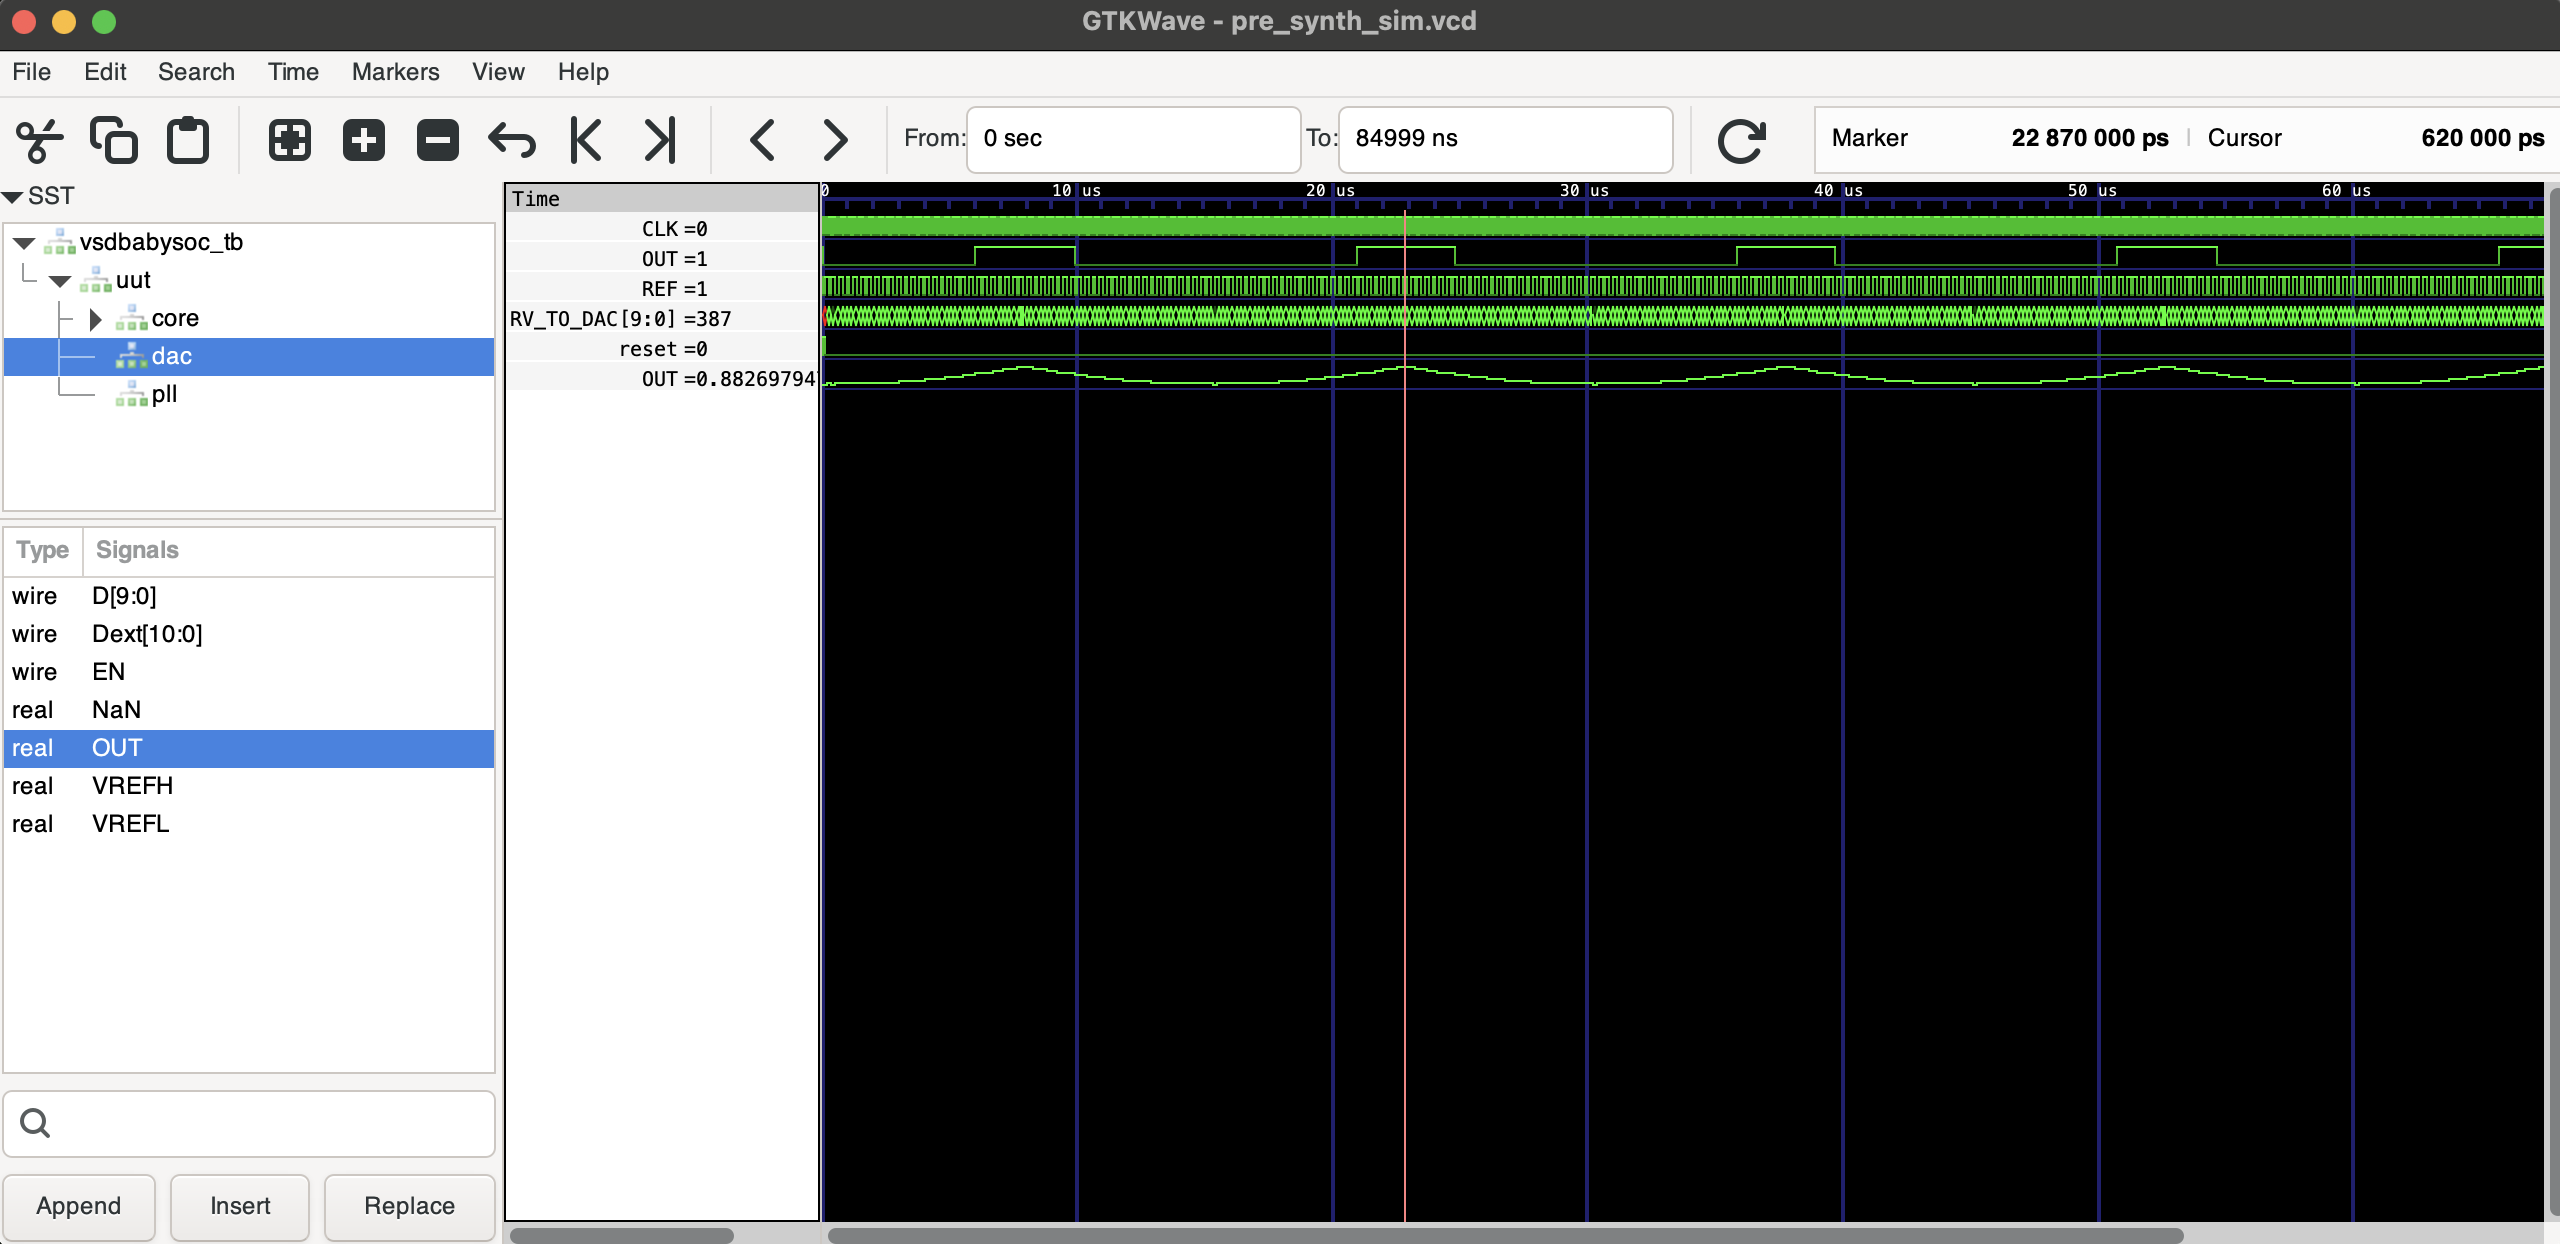 GTKWave - pre_synth_sim.vcd
File Edit Search Time Markers View Help
From: 0 sec To: 84999 ns Marker 22 870 000 ps | Cursor 620 000 ps
SST
vsdbabysoc_tb
uut
core
dac
pll
Type Signals
wire D[9:0]
wire Dext[10:0]
wire EN
real NaN
real OUT
real VREFH
real VREFL
Append Insert Replace
Time
CLK =0
OUT =1
REF =1
RV_TO_DAC[9:0] =387
reset =0
OUT =0.88269794
0 10 us 20 us 30 us 40 us 50 us 60 us